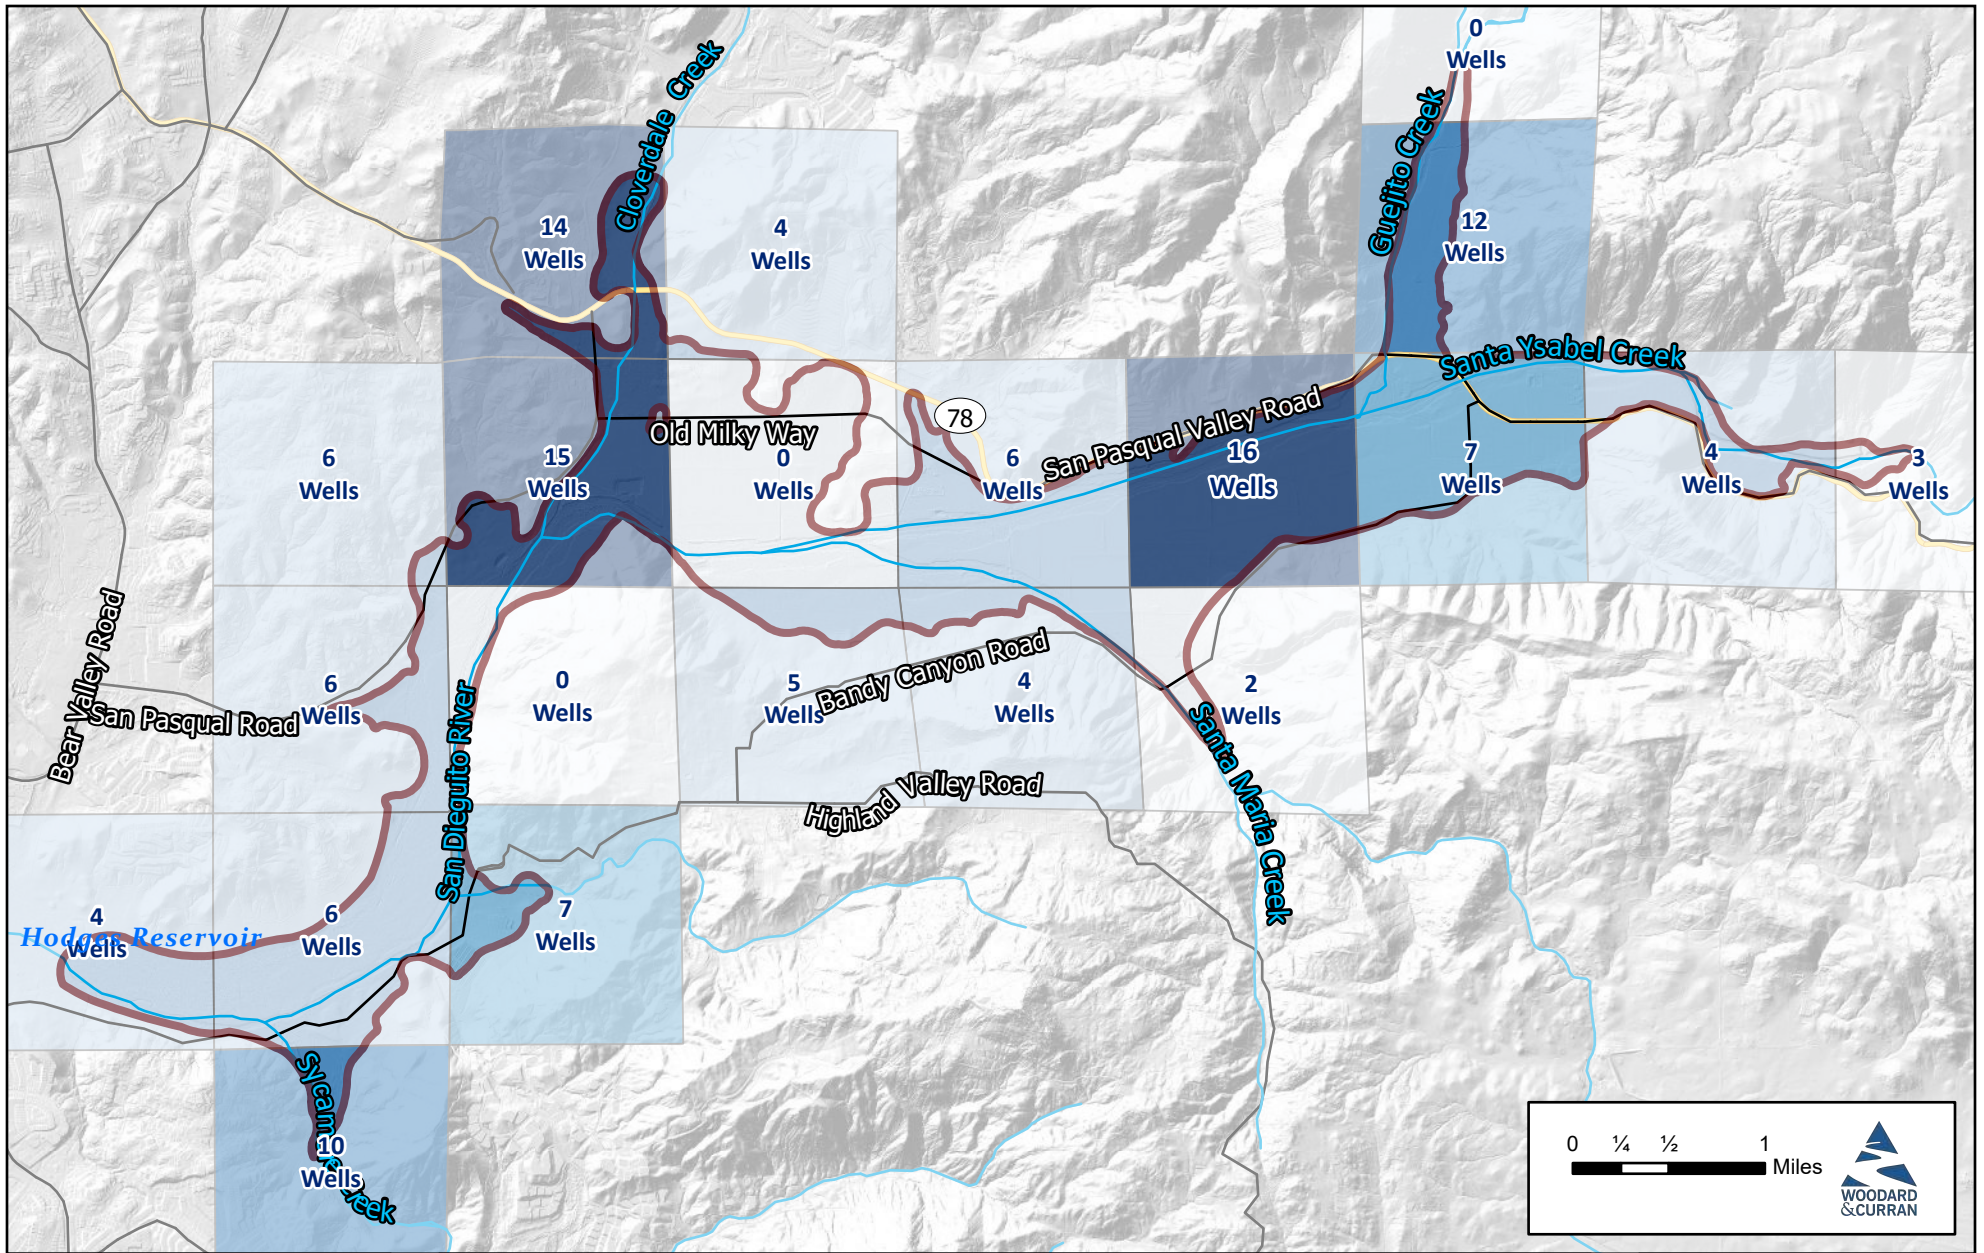 0
Wells
Cloverdale Creek
Guejito Creek
14
Wells
4
Wells
12
Wells
Santa Ysabel Creek
78
San Pasqual Valley Road
Old Milky Way
6
Wells
15
Wells
0
Wells
6
Wells
16
Wells
7
Wells
4
Wells
3
Wells
Bear Valley Road
San Pasqual Road
6
Wells
San Dieguito River
0
Wells
5
Wells
Bandy Canyon Road
4
Wells
2
Wells
Santa Maria Creek
Highland Valley Road
4
Wells
Hodges Reservoir
6
Wells
7
Wells
10
Wells
Creek
0 ¼ ½ 1
Miles
WOODARD
&CURRAN